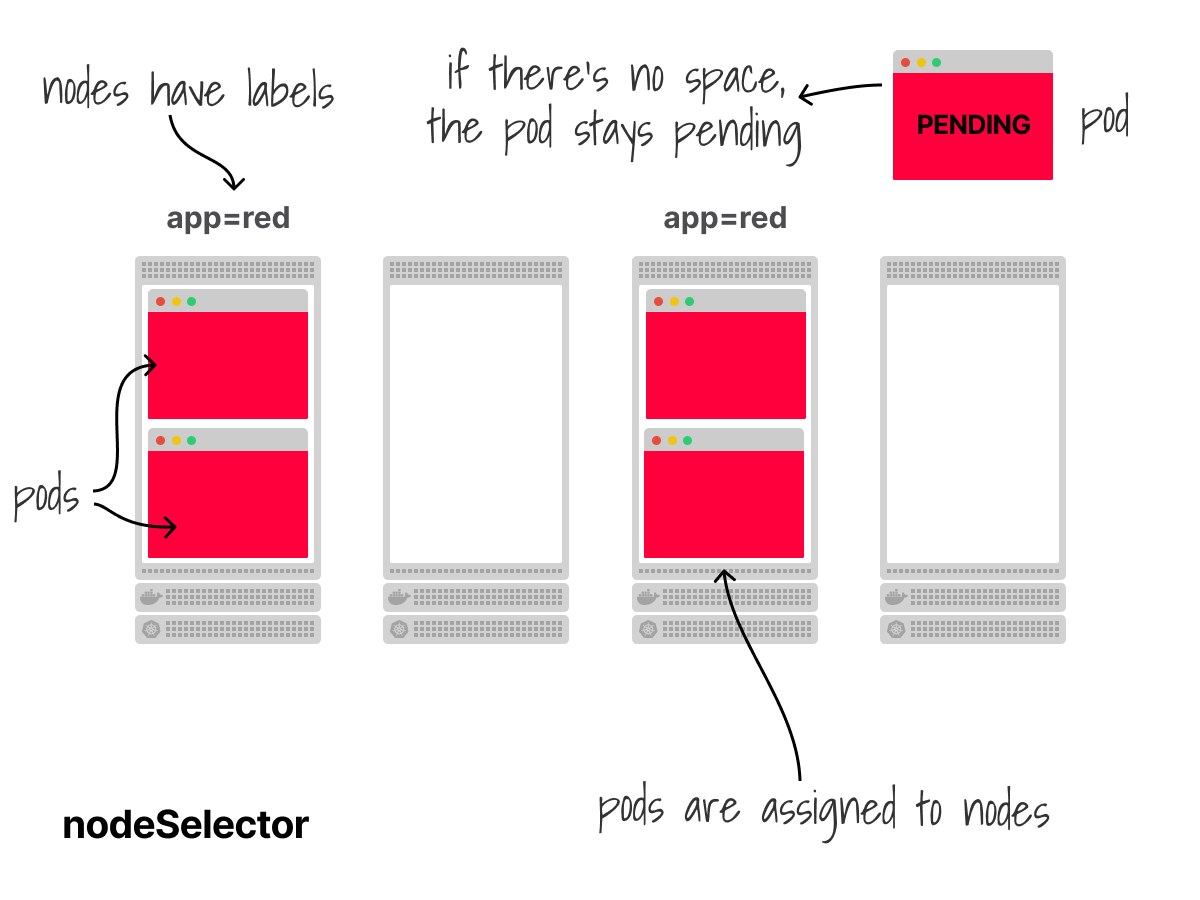 nodes have labels
if there's no space,
the pod stays pending
PENDING
pod
app=red
app=red
pods
pods are assigned to nodes
nodeSelector